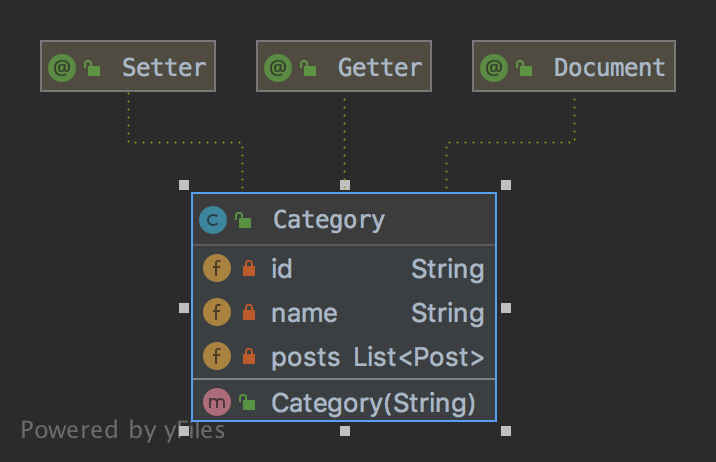 @ Setter
@ Getter
@ Document
C Category
f id String
f name String
f posts List<Post>
m Category(String)
Powered by yFiles